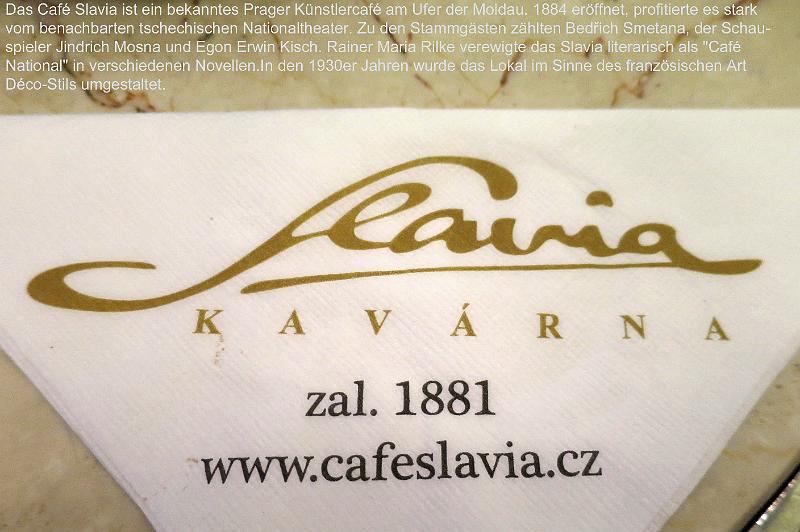 Das Café Slavia ist ein bekanntes Prager Künstlercafé am Ufer der Moldau. 1884 eröffnet, profitierte es stark
vom benachbarten tschechischen Nationaltheater. Zu den Stammgästen zählten Bedřich Smetana, der Schau-
spieler Jindrich Mosna und Egon Erwin Kisch. Rainer Maria Rilke verewigte das Slavia literarisch als "Café
National" in verschiedenen Novellen.In den 1930er Jahren wurde das Lokal im Sinne des französischen Art
Déco-Stils umgestaltet.
Slavia
KAVÁRNA
zal. 1881
www.cafeslavia.cz